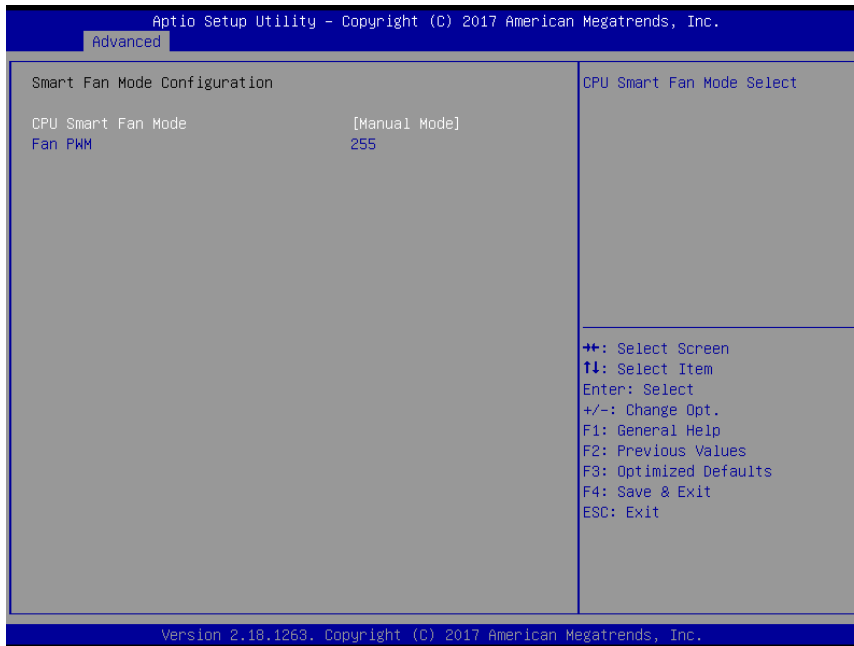 Aptio Setup Utility – Copyright (C) 2017 American Megatrends, Inc.
Advanced
Smart Fan Mode Configuration
CPU Smart Fan Mode [Manual Mode]
Fan PWM 255
CPU Smart Fan Mode Select
→←: Select Screen
↑↓: Select Item
Enter: Select
+/-: Change Opt.
F1: General Help
F2: Previous Values
F3: Optimized Defaults
F4: Save & Exit
ESC: Exit
Version 2.18.1263. Copyright (C) 2017 American Megatrends, Inc.